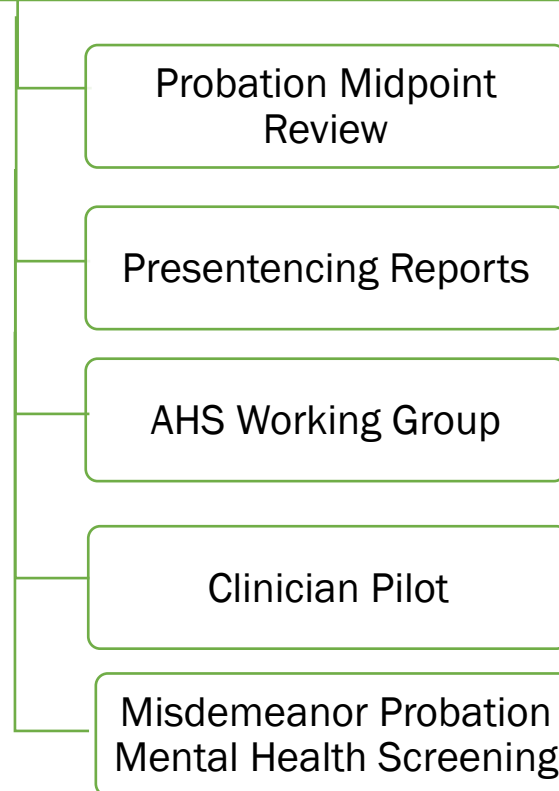 Probation Midpoint
Review
Presentencing Reports
AHS Working Group
Clinician Pilot
Misdemeanor Probation
Mental Health Screening